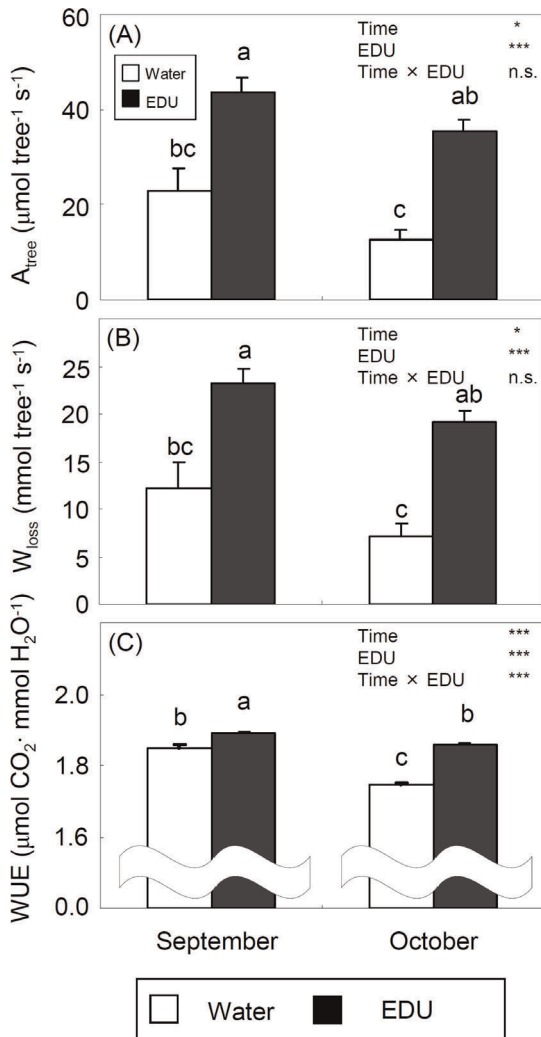 (A)
Time *
EDU ***
Time × EDU n.s.
Water
EDU
A_tree (μmol tree⁻¹ s⁻¹)
60
40
20
0
bc
a
c
ab
(B)
Time *
EDU ***
Time × EDU n.s.
W_loss (mmol tree⁻¹ s⁻¹)
25
20
15
10
5
0
bc
a
c
ab
(C)
Time ***
EDU ***
Time × EDU ***
WUE (μmol CO₂· mmol H₂O⁻¹)
2.0
1.8
1.6
0.0
b
a
c
b
September October
Water EDU